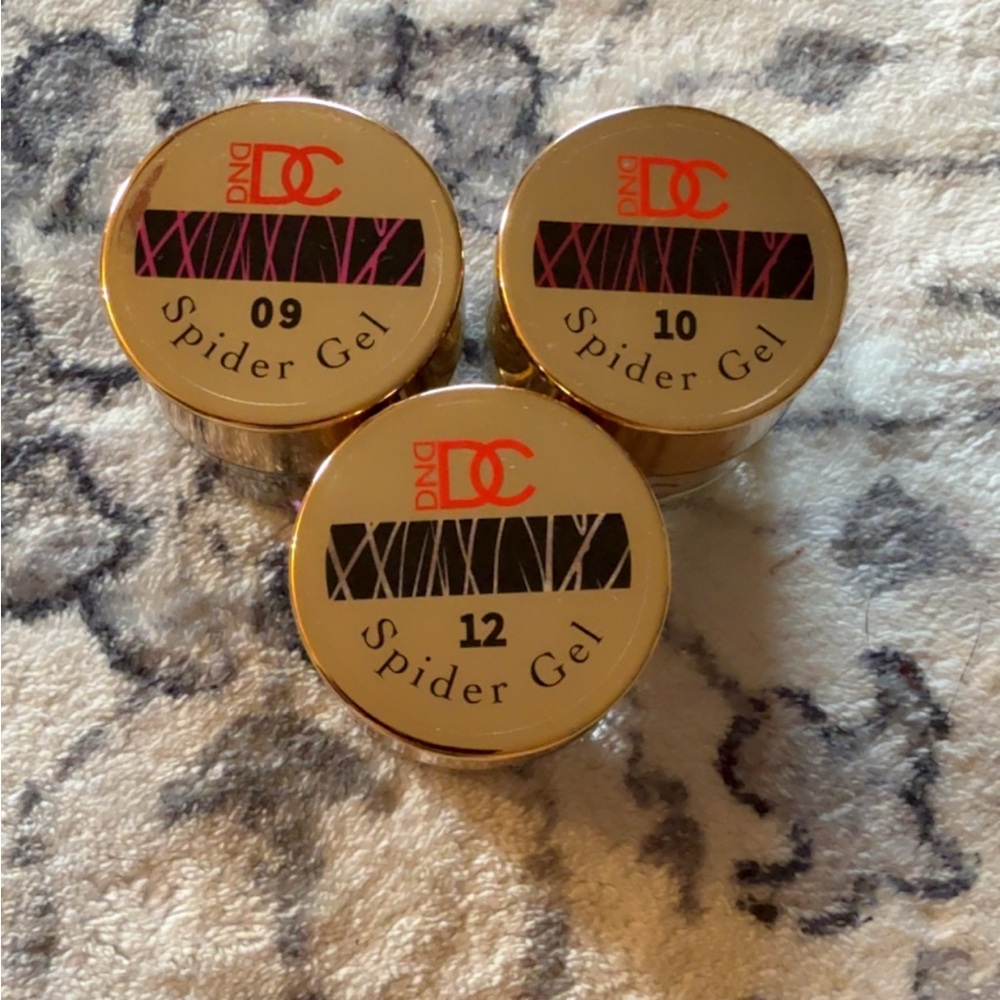 DND DC
09
Spider Gel
DND DC
10
Spider Gel
DND DC
12
Spider Gel